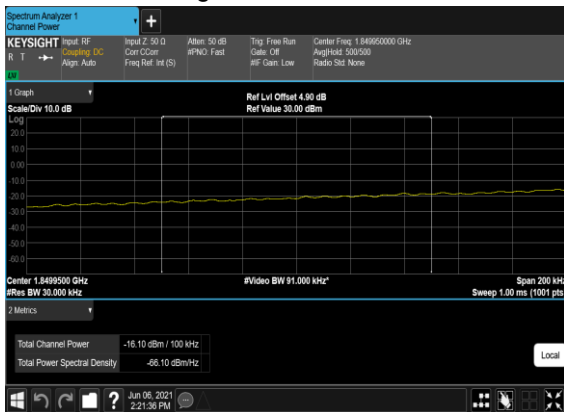 Spectrum Analyzer 1
Channel Power
+
KEYSIGHT
R T
LXI
Input: RF
Coupling: DC
Align: Auto
Input Z: 50 Ω
Corr CCorr
Freq Ref: Int (S)
Atten: 50 dB
#PNO: Fast
Trig: Free Run
Gate: Off
#IF Gain: Low
Center Freq: 1.849950000 GHz
Avg|Hold: 500/500
Radio Std: None
1 Graph
Scale/Div 10.0 dB
Ref Lvl Offset 4.90 dB
Ref Value 30.00 dBm
Log
20.0
10.0
0.00
-10.0
-20.0
-30.0
-40.0
-50.0
-60.0
Center 1.8499500 GHz
#Res BW 30.000 kHz
#Video BW 91.000 kHz*
Span 200 kHz
Sweep 1.00 ms (1001 pts
2 Metrics
Total Channel Power -16.10 dBm / 100 kHz
Total Power Spectral Density -66.10 dBm/Hz
Local
?
Jun 06, 2021
2:21:36 PM